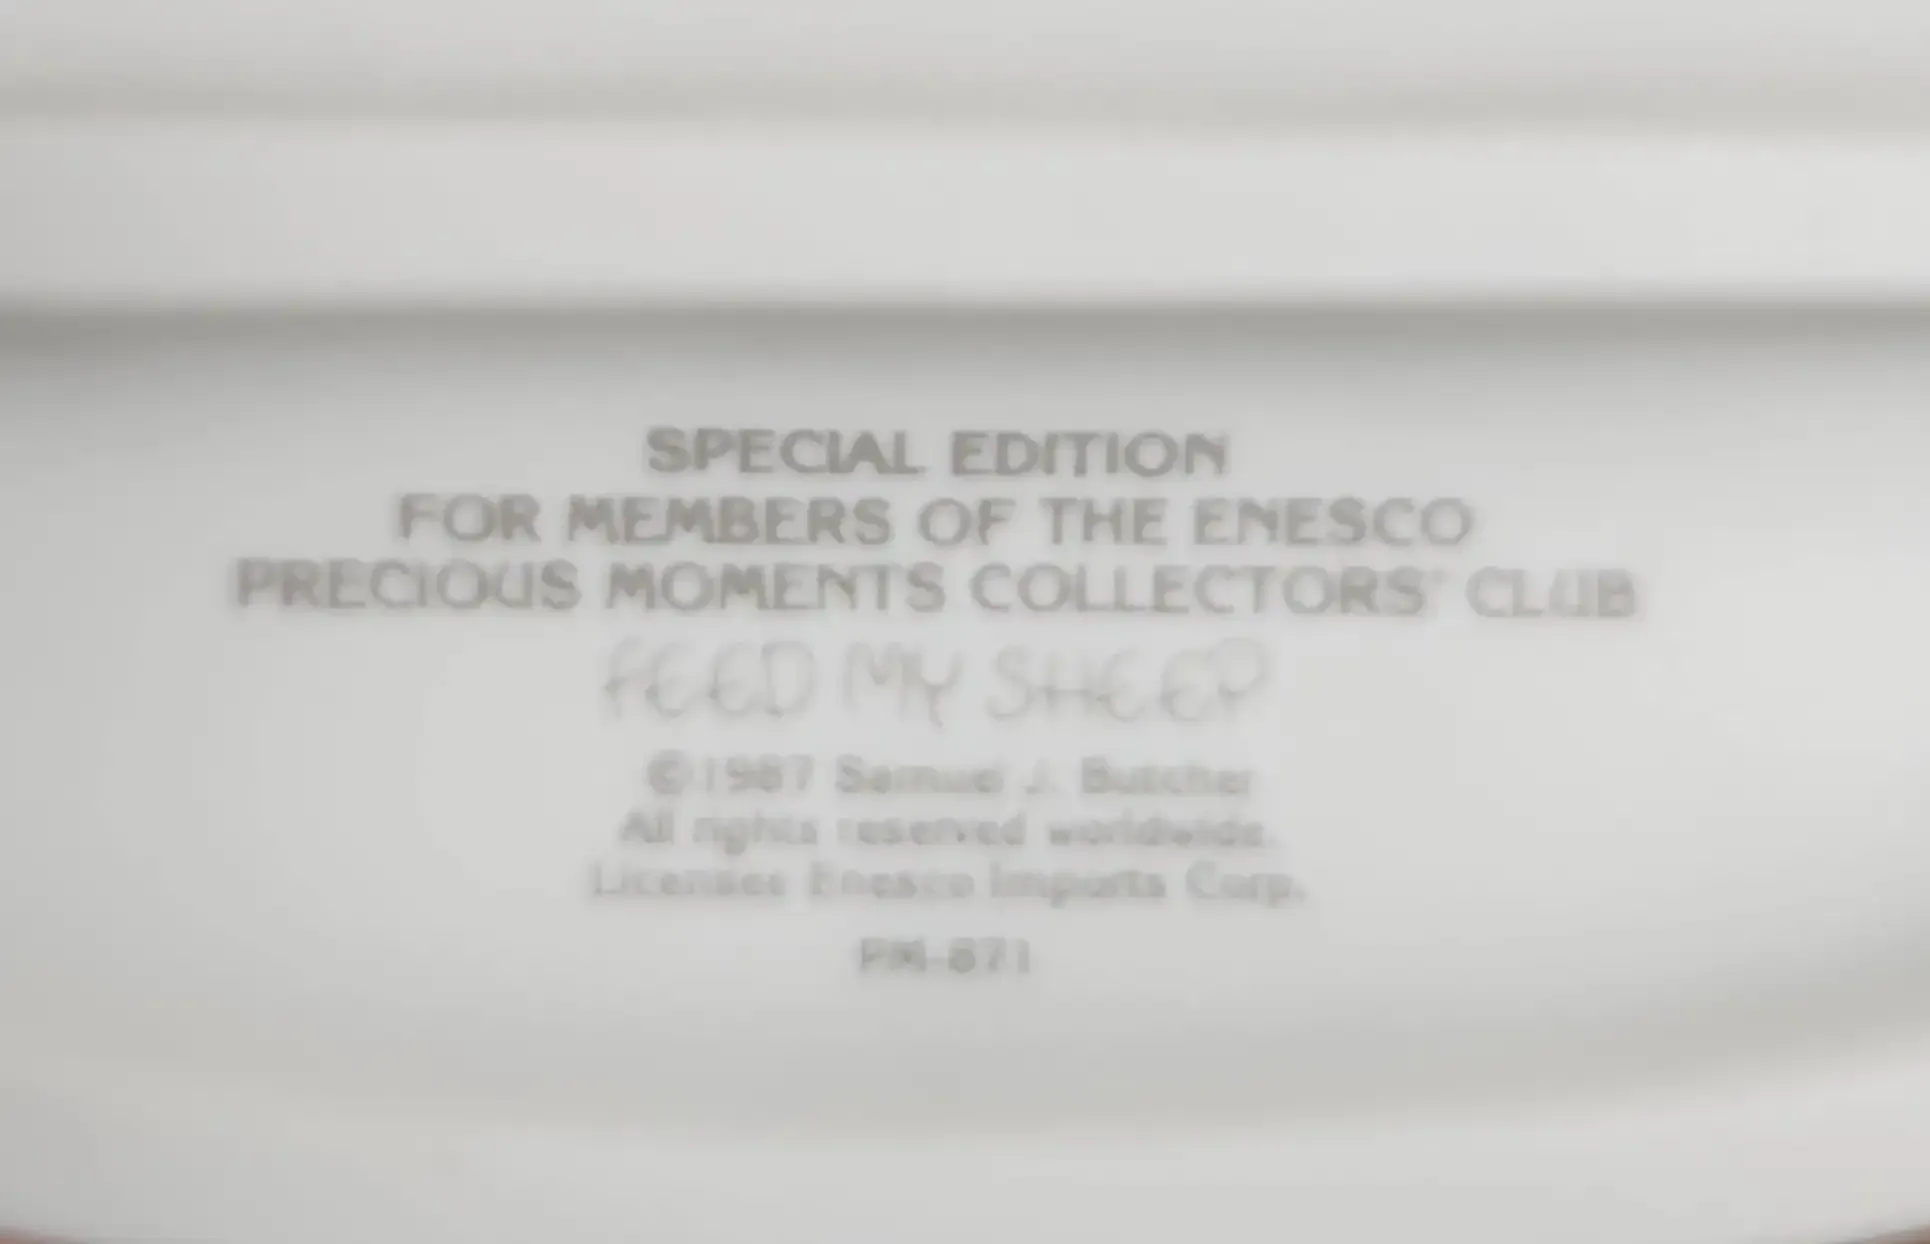 SPECIAL EDITION
FOR MEMBERS OF THE ENESCO
PRECIOUS MOMENTS COLLECTORS' CLUB
FEED MY SHEEP
©1987 Samuel J. Butcher
All rights reserved worldwide.
Licensee Enesco Imports Corp.
PM-871